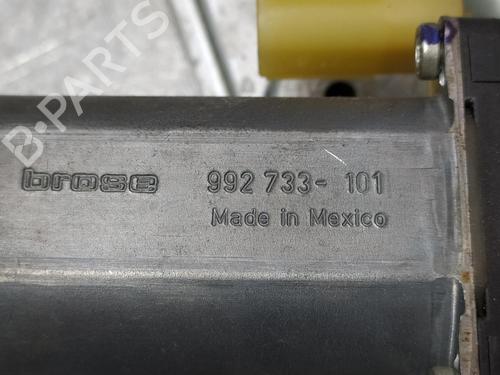 B-PARTS
brose 992 733- 101
Made in Mexico